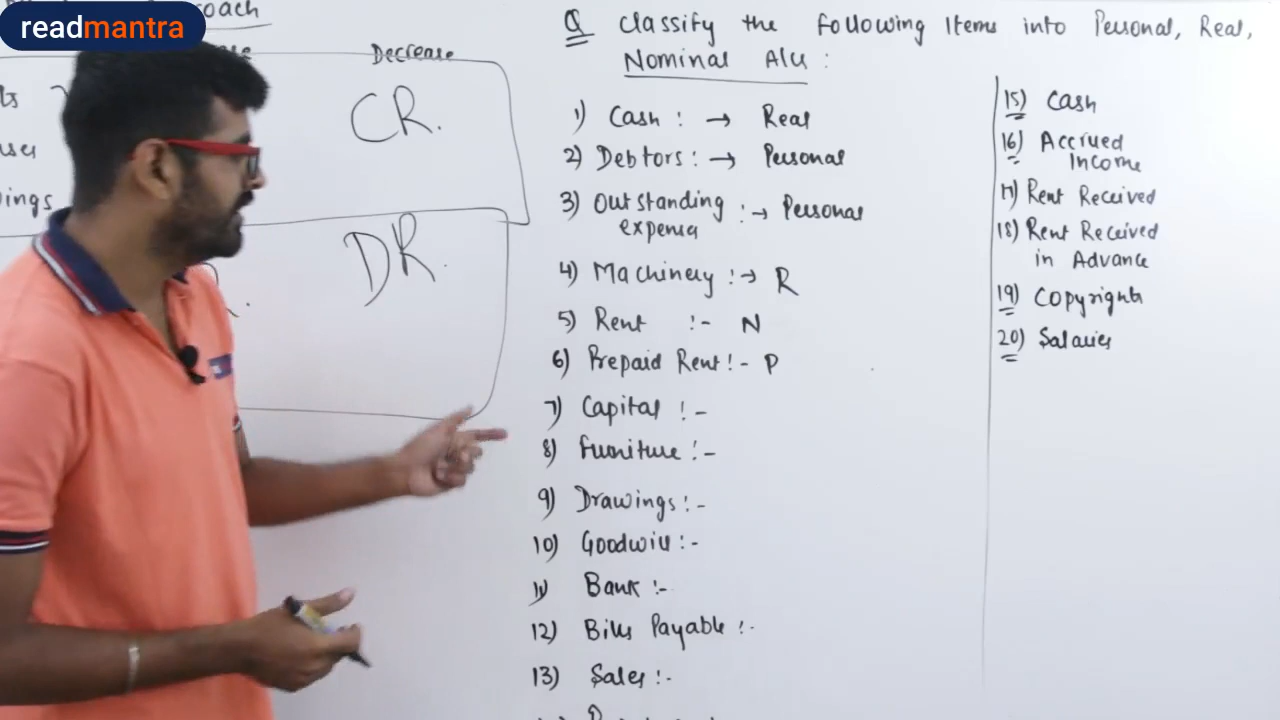 readmantra
oach
Decrease
CR.
DR.
Q Classify the following Items into Personal, Real,
Nominal A/c :
1) Cash : → Real
2) Debtors : → Personal
3) Outstanding : → Personal
expense
4) Machinery : → R
5) Rent :- N
6) Prepaid Rent :- P
7) Capital :-
8) Furniture :-
9) Drawings :-
10) Goodwill :-
11) Bank :-
12) Bills Payable :-
13) Sales :-
15) Cash
16) Accrued
Income
17) Rent Received
18) Rent Received
in Advance
19) Copyrights
20) Salaries